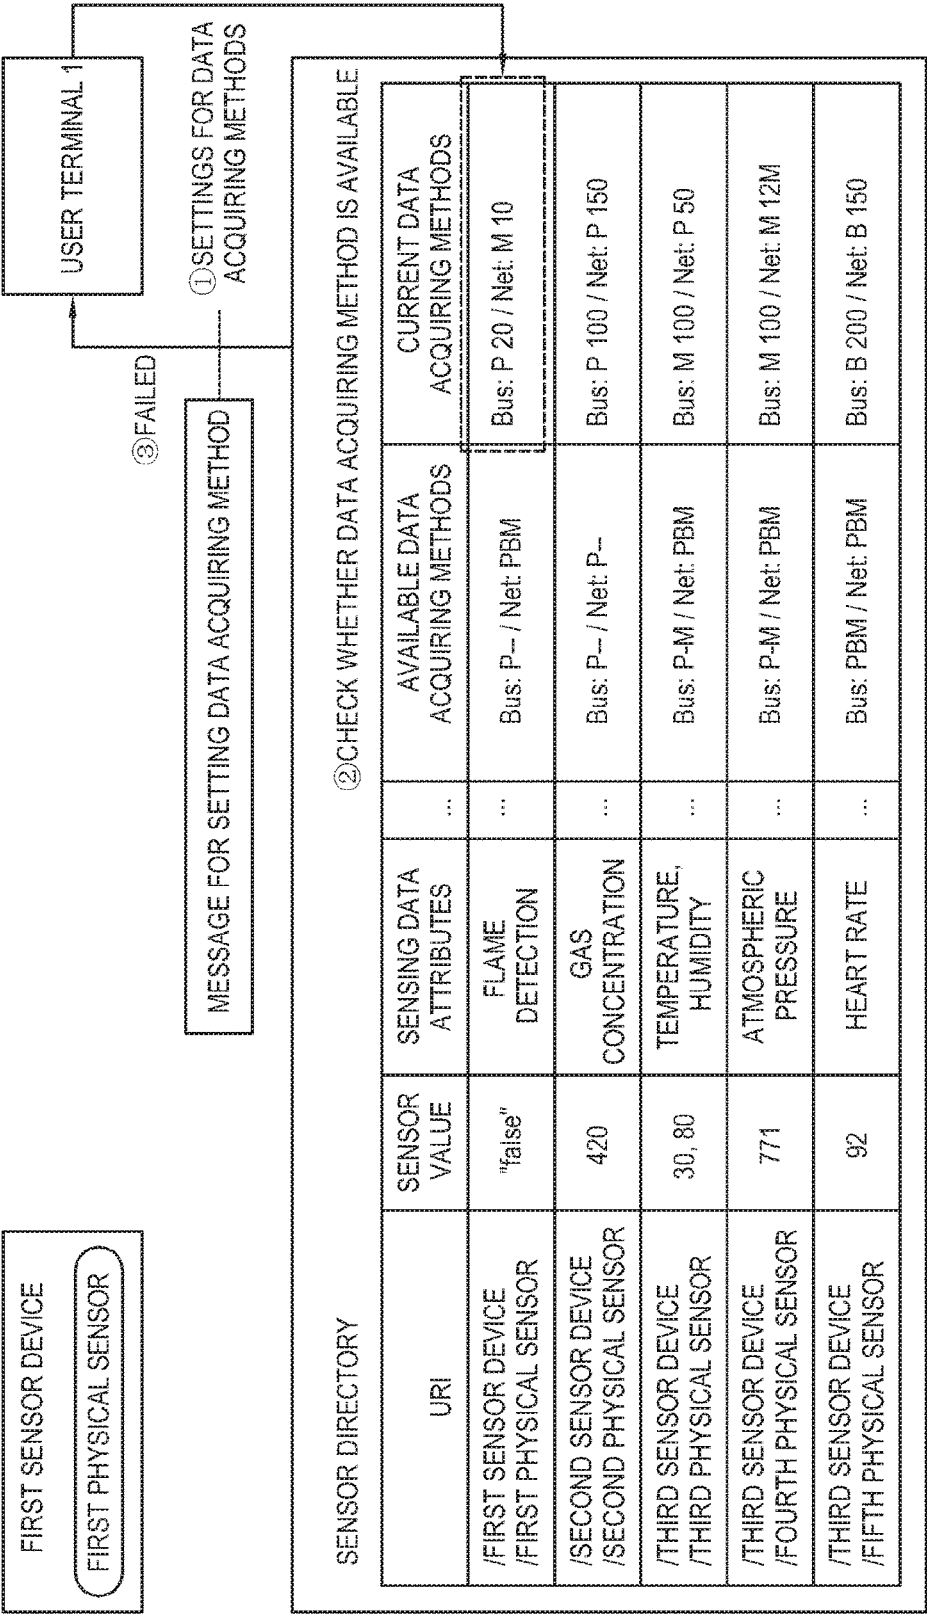 FIRST SENSOR DEVICE
FIRST PHYSICAL SENSOR
USER TERMINAL 1
③FAILED
①SETTINGS FOR DATA
ACQUIRING METHODS
MESSAGE FOR SETTING DATA ACQUIRING METHOD
SENSOR DIRECTORY
②CHECK WHETHER DATA ACQUIRING METHOD IS AVAILABLE
URI
SENSOR
VALUE
SENSING DATA
ATTRIBUTES
...
AVAILABLE DATA
ACQUIRING METHODS
CURRENT DATA
ACQUIRING METHODS
/FIRST SENSOR DEVICE
/FIRST PHYSICAL SENSOR
"false"
FLAME
DETECTION
...
Bus: P-- / Net: PBM
Bus: P 20 / Net: M 10
/SECOND SENSOR DEVICE
/SECOND PHYSICAL SENSOR
420
GAS
CONCENTRATION
...
Bus: P-- / Net: P--
Bus: P 100 / Net: P 150
/THIRD SENSOR DEVICE
/THIRD PHYSICAL SENSOR
30, 80
TEMPERATURE,
HUMIDITY
...
Bus: P-M / Net: PBM
Bus: M 100 / Net: P 50
/THIRD SENSOR DEVICE
/FOURTH PHYSICAL SENSOR
771
ATMOSPHERIC
PRESSURE
...
Bus: P-M / Net: PBM
Bus: M 100 / Net: M 12M
/THIRD SENSOR DEVICE
/FIFTH PHYSICAL SENSOR
92
HEART RATE
...
Bus: PBM / Net: PBM
Bus: B 200 / Net: B 150